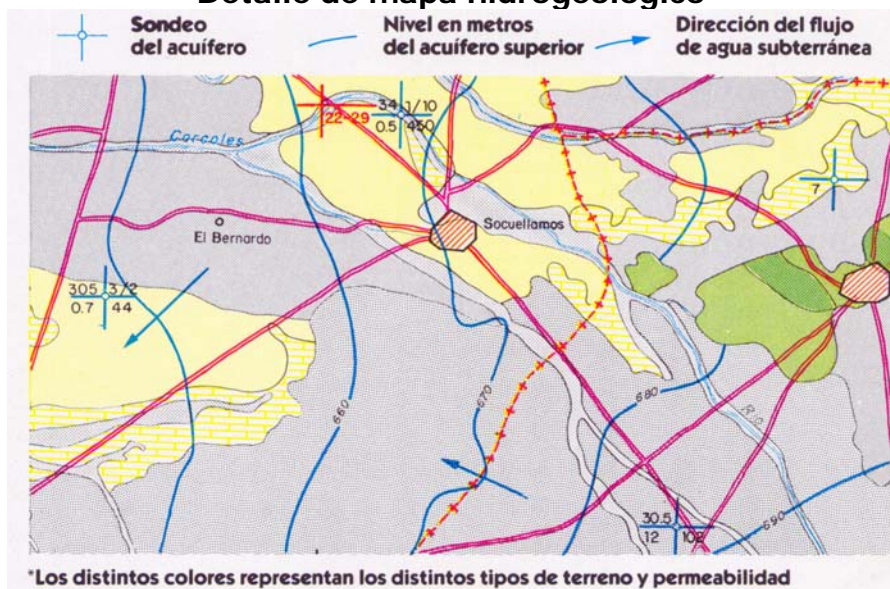 Detalle de mapa hidrogeológico
Sondeo
del acuífero
Nivel en metros
del acuífero superior
Dirección del flujo
de agua subterránea
34 1/10
0.5 450
22-29
Corcoles
7
Socuellamos
El Bernardo
305 3/2
0.7 44
660
670
680
Rio
690
30.5
12 102
*Los distintos colores representan los distintos tipos de terreno y permeabilidad